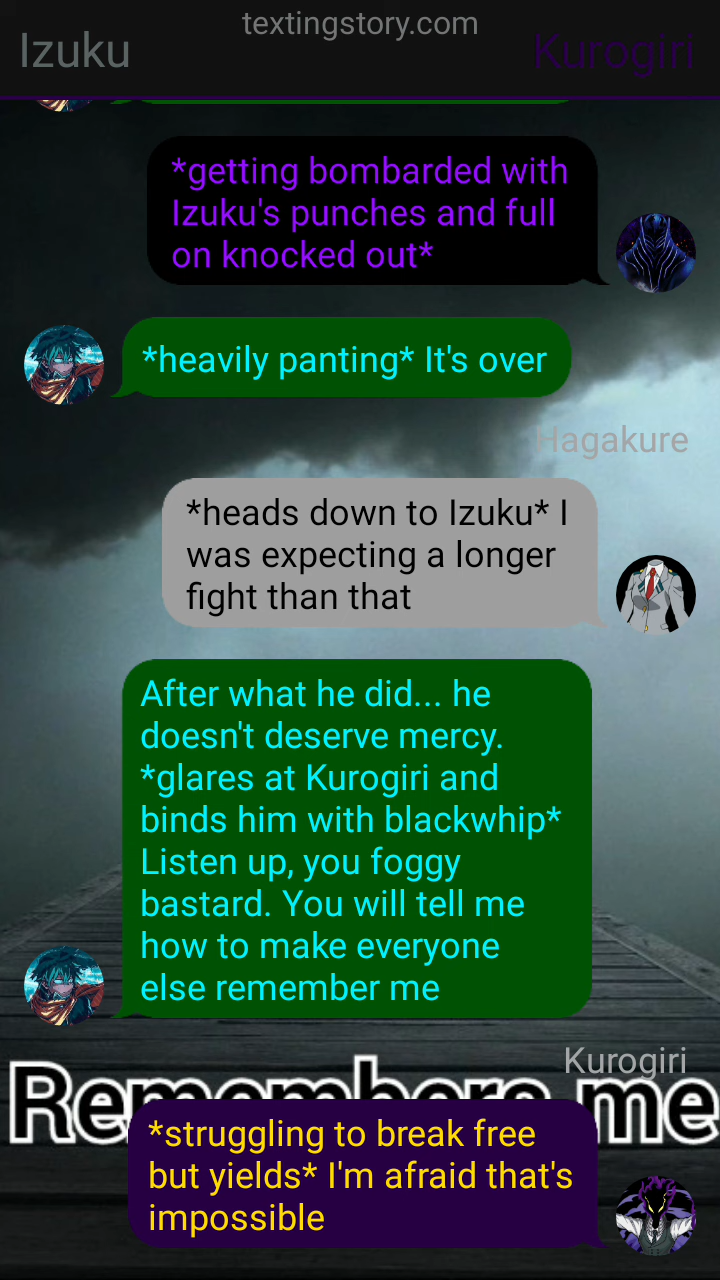 textingstory.com
Izuku
Kurogiri
*getting bombarded with
Izuku's punches and full
on knocked out*
*heavily panting* It's over
Hagakure
*heads down to Izuku* I
was expecting a longer
fight than that
After what he did... he
doesn't deserve mercy.
*glares at Kurogiri and
binds him with blackwhip*
Listen up, you foggy
bastard. You will tell me
how to make everyone
else remember me
Kurogiri
Remembers me
*struggling to break free
but yields* I'm afraid that's
impossible